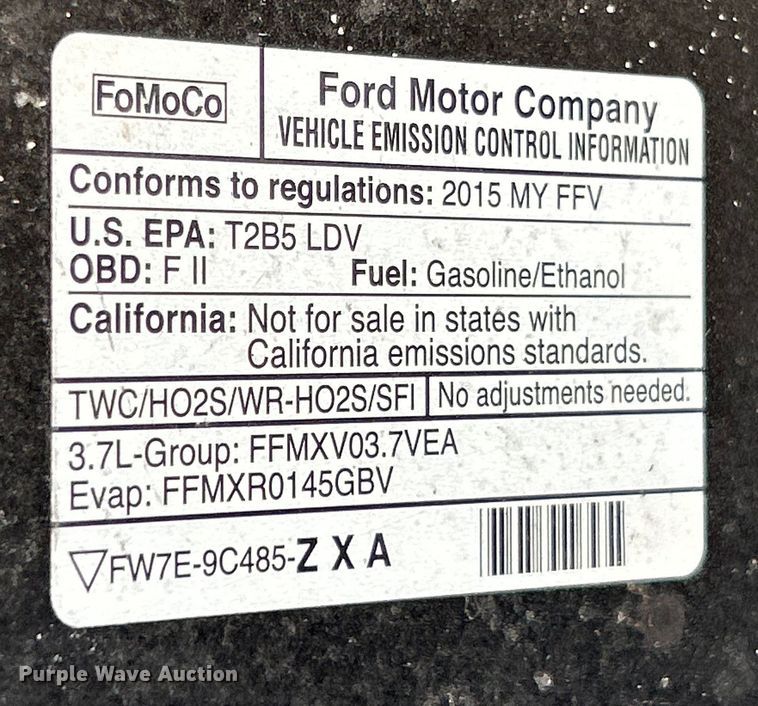 FoMoCo
Ford Motor Company
VEHICLE EMISSION CONTROL INFORMATION
Conforms to regulations: 2015 MY FFV
U.S. EPA: T2B5 LDV
OBD: F II Fuel: Gasoline/Ethanol
California: Not for sale in states with
California emissions standards.
TWC/HO2S/WR-HO2S/SFI No adjustments needed.
3.7L-Group: FFMXV03.7VEA
Evap: FFMXR0145GBV
FW7E-9C485-Z X A
Purple Wave Auction